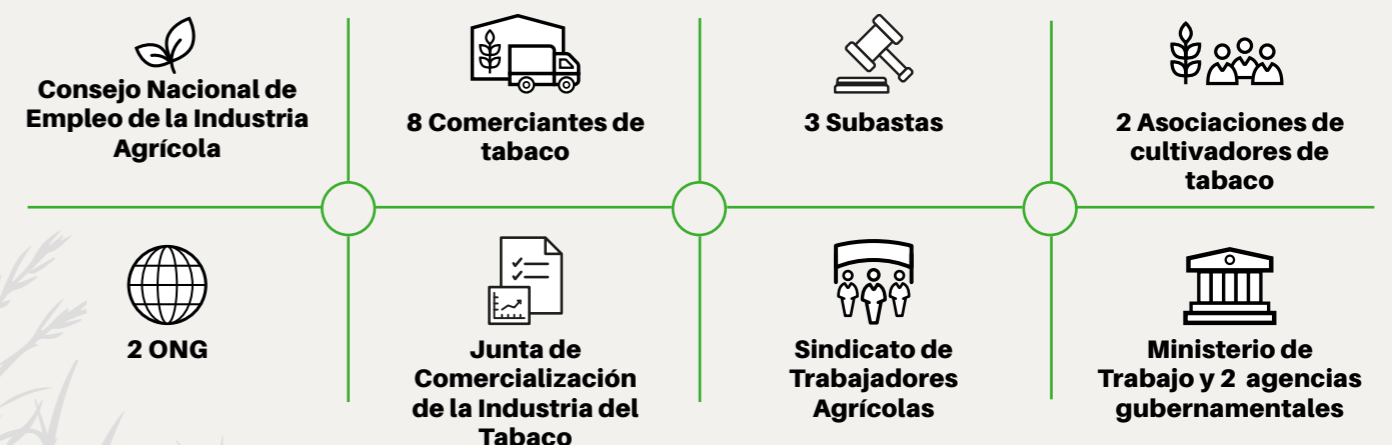 Consejo Nacional de
Empleo de la Industria
Agrícola
8 Comerciantes de
tabaco
3 Subastas
2 Asociaciones de
cultivadores de
tabaco
2 ONG
Junta de
Comercialización
de la Industria del
Tabaco
Sindicato de
Trabajadores
Agrícolas
Ministerio de
Trabajo y 2 agencias
gubernamentales